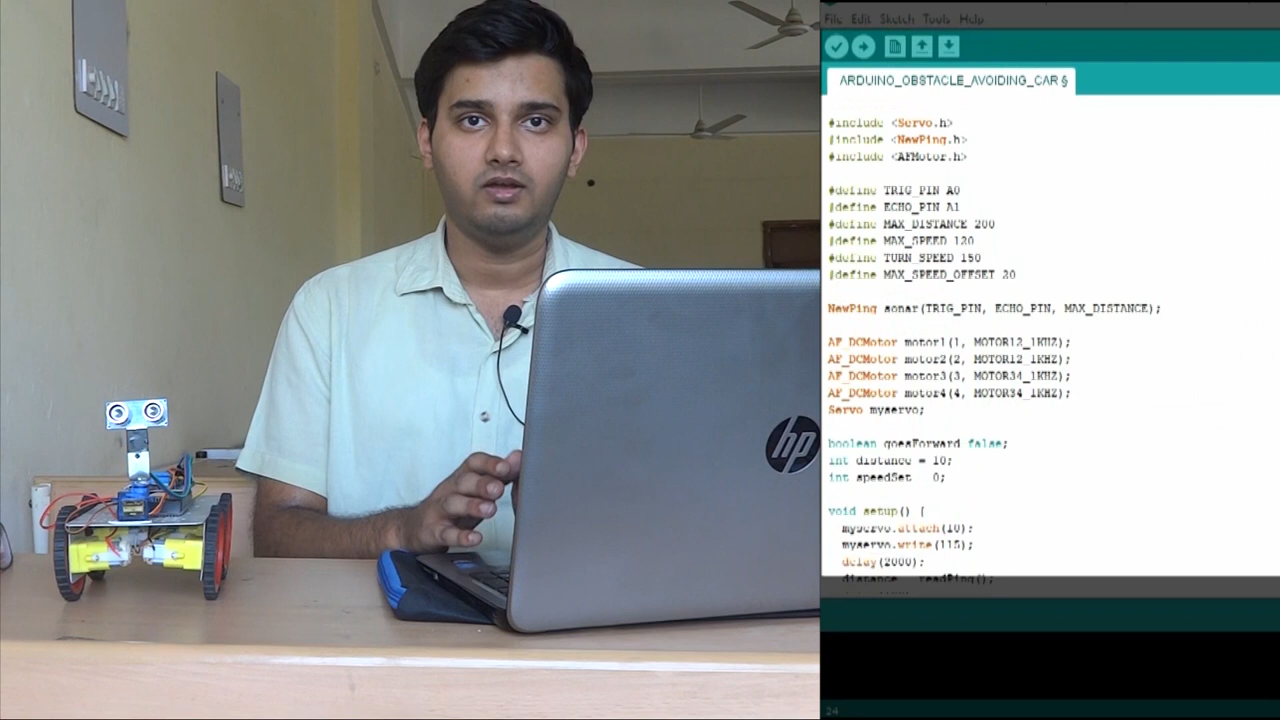 hp
File Edit Sketch Tools Help
ARDUINO_OBSTACLE_AVOIDING_CAR §
#include <Servo.h>
#include <NewPing.h>
#include <AFMotor.h>
#define TRIG_PIN A0
#define ECHO_PIN A1
#define MAX_DISTANCE 200
#define MAX_SPEED 120
#define TURN_SPEED 150
#define MAX_SPEED_OFFSET 20
NewPing sonar(TRIG_PIN, ECHO_PIN, MAX_DISTANCE);
AF_DCMotor motor1(1, MOTOR12_1KHZ);
AF_DCMotor motor2(2, MOTOR12_1KHZ);
AF_DCMotor motor3(3, MOTOR34_1KHZ);
AF_DCMotor motor4(4, MOTOR34_1KHZ);
Servo myservo;
boolean goesForward false;
int distance = 10;
int speedSet 0;
void setup() {
myservo.attach(10);
myservo.write(115);
delay(2000);
distance readPing();
24